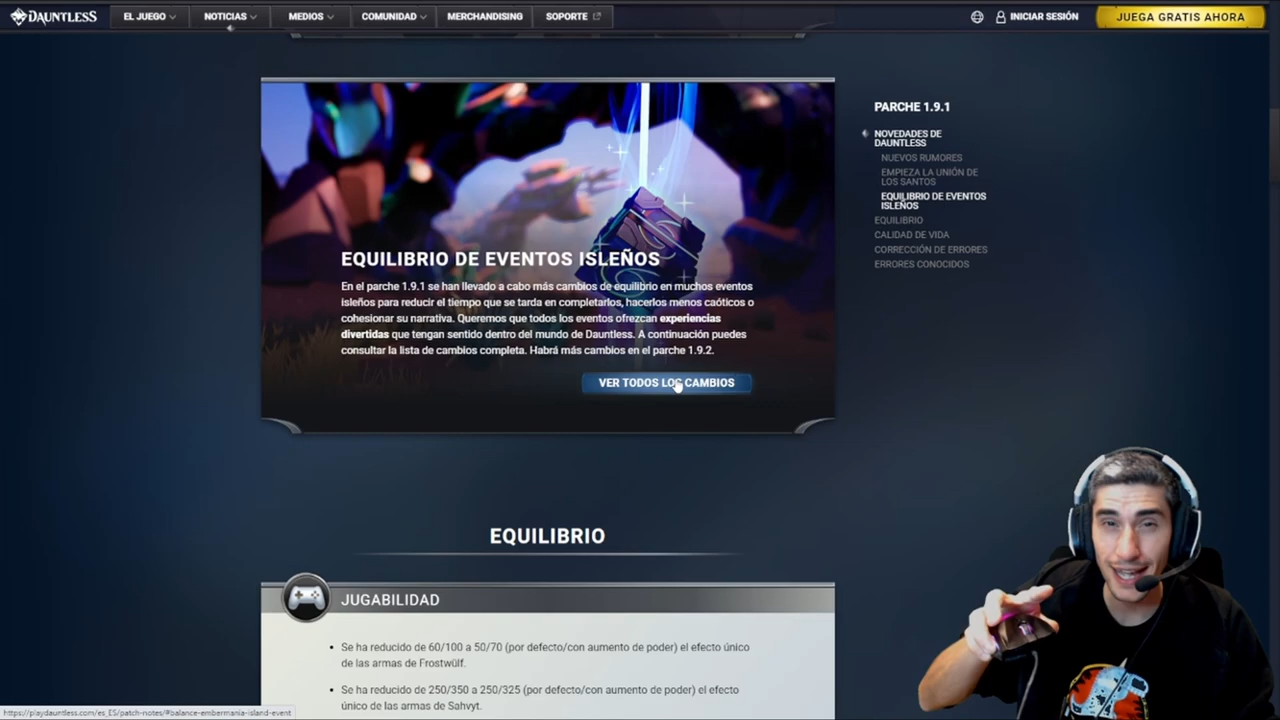 DAUNTLESS
EL JUEGO
NOTICIAS
MEDIOS
COMUNIDAD
MERCHANDISING
SOPORTE
INICIAR SESIÓN
JUEGA GRATIS AHORA
EQUILIBRIO DE EVENTOS ISLEÑOS
En el parche 1.9.1 se han llevado a cabo más cambios de equilibrio en muchos eventos
isleños para reducir el tiempo que se tarda en completarlos, hacerlos menos caóticos o
cohesionar su narrativa. Queremos que todos los eventos ofrezcan experiencias
divertidas que tengan sentido dentro del mundo de Dauntless. A continuación puedes
consultar la lista de cambios completa. Habrá más cambios en el parche 1.9.2.
VER TODOS LOS CAMBIOS
PARCHE 1.9.1
NOVEDADES DE
DAUNTLESS
NUEVOS RUMORES
EMPIEZA LA UNIÓN DE
LOS SANTOS
EQUILIBRIO DE EVENTOS
ISLEÑOS
EQUILIBRIO
CALIDAD DE VIDA
CORRECCIÓN DE ERRORES
ERRORES CONOCIDOS
EQUILIBRIO
JUGABILIDAD
• Se ha reducido de 60/100 a 50/70 (por defecto/con aumento de poder) el efecto único
de las armas de Frostwülf.
• Se ha reducido de 250/350 a 250/325 (por defecto/con aumento de poder) el efecto
único de las armas de Sahvyt.
https://playdauntless.com/es_ES/patch-notes/#balance-embermania-island-event